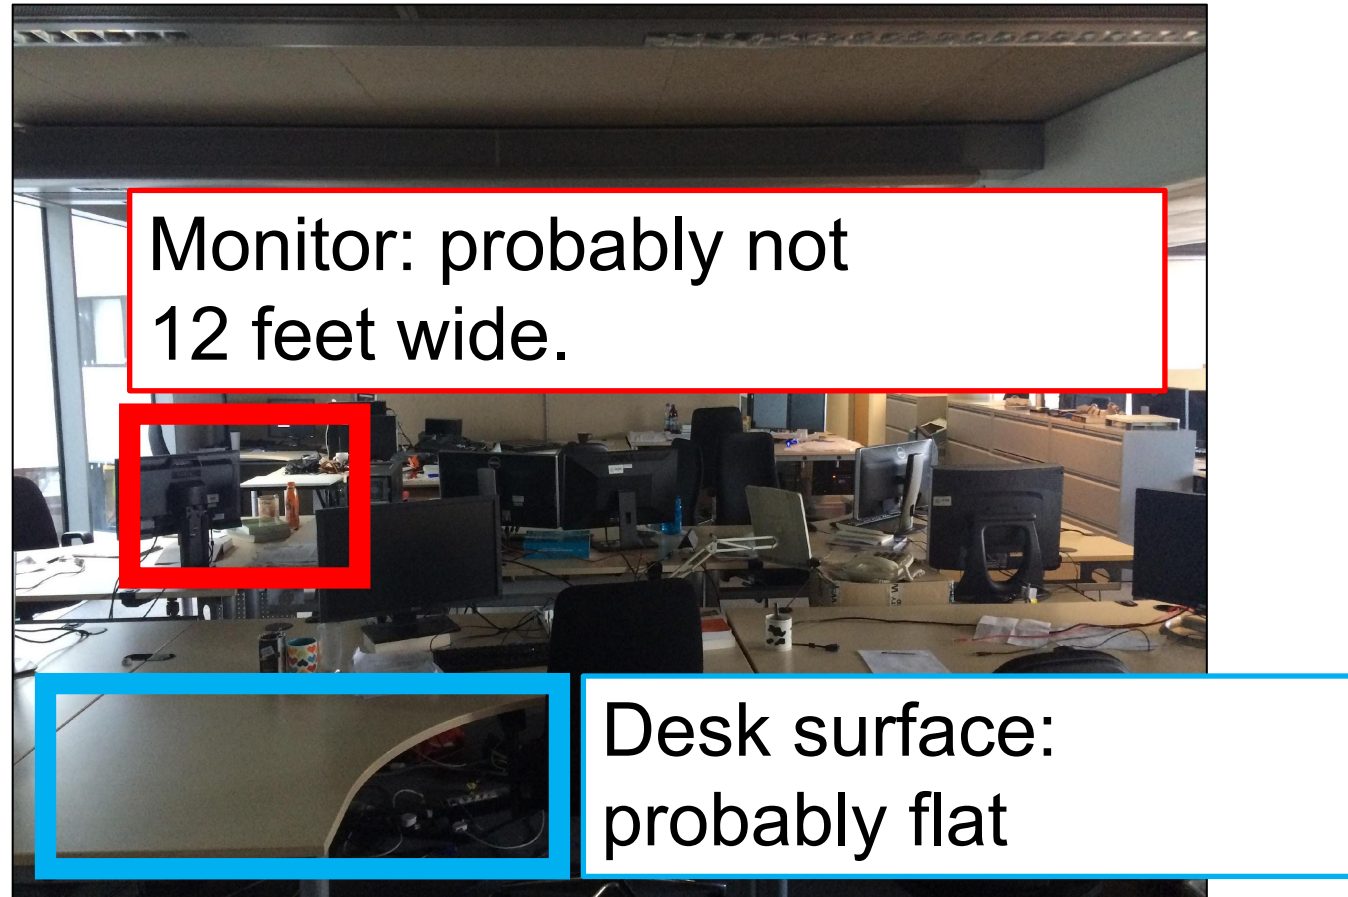 Monitor: probably not
12 feet wide.
Desk surface:
probably flat